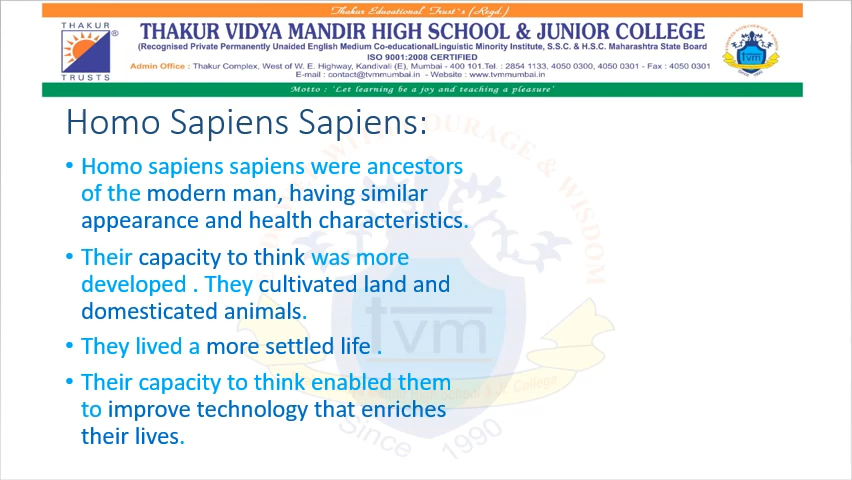 Thakur Educational Trust's (Regd.)
THAKUR
TRUSTS
®
THAKUR VIDYA MANDIR HIGH SCHOOL & JUNIOR COLLEGE
(Recognised Private Permanently Unaided English Medium Co-educationalLinguistic Minority Institute, S.S.C. & H.S.C. Maharashtra State Board
ISO 9001:2008 CERTIFIED
Admin Office : Thakur Complex, West of W. E. Highway, Kandivali (E), Mumbai - 400 101.Tel. : 2854 1133, 4050 0300, 4050 0301 - Fax : 4050 0301
E-mail : contact@tvmmumbai.in - Website : www.tvmmumbai.in
tvm
Motto : 'Let learning be a joy and teaching a pleasure'
Homo Sapiens Sapiens:
• Homo sapiens sapiens were ancestors
of the modern man, having similar
appearance and health characteristics.
• Their capacity to think was more
developed . They cultivated land and
domesticated animals.
• They lived a more settled life .
• Their capacity to think enabled them
to improve technology that enriches
their lives.
COURAGE & WISDOM
tvm
Since 1990